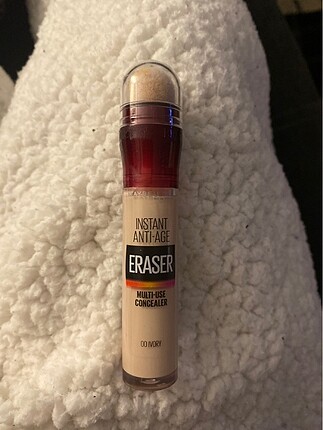 INSTANT
ANTI-AGE
ERASER
MULTI-USE
CONCEALER
00 IVORY